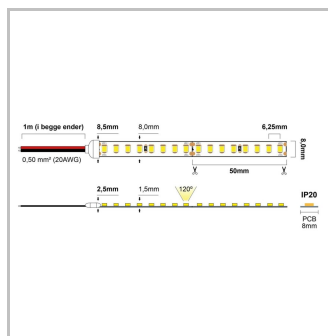 1m (i begge ender)
8,5mm
8,0mm
6,25mm
0,50 mm² (20AWG)
8,0mm
50mm
2,5mm
1,5mm
120º
IP20
PCB
8mm